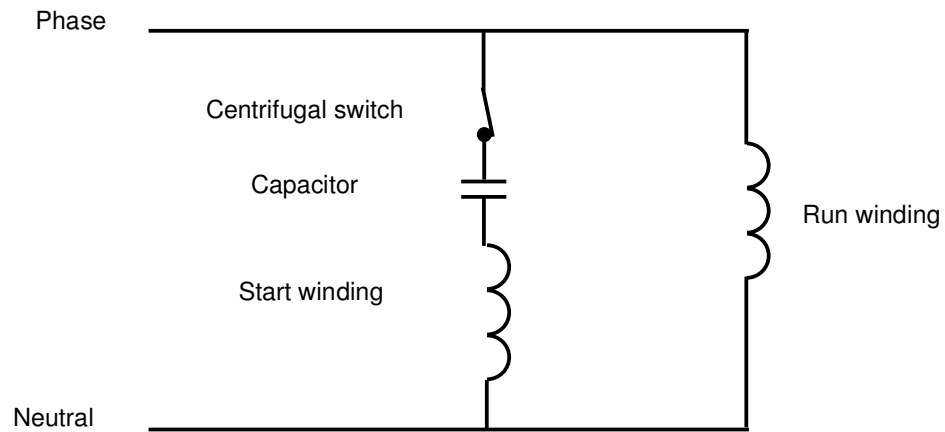 Phase
Centrifugal switch
Capacitor
Run winding
Start winding
Neutral